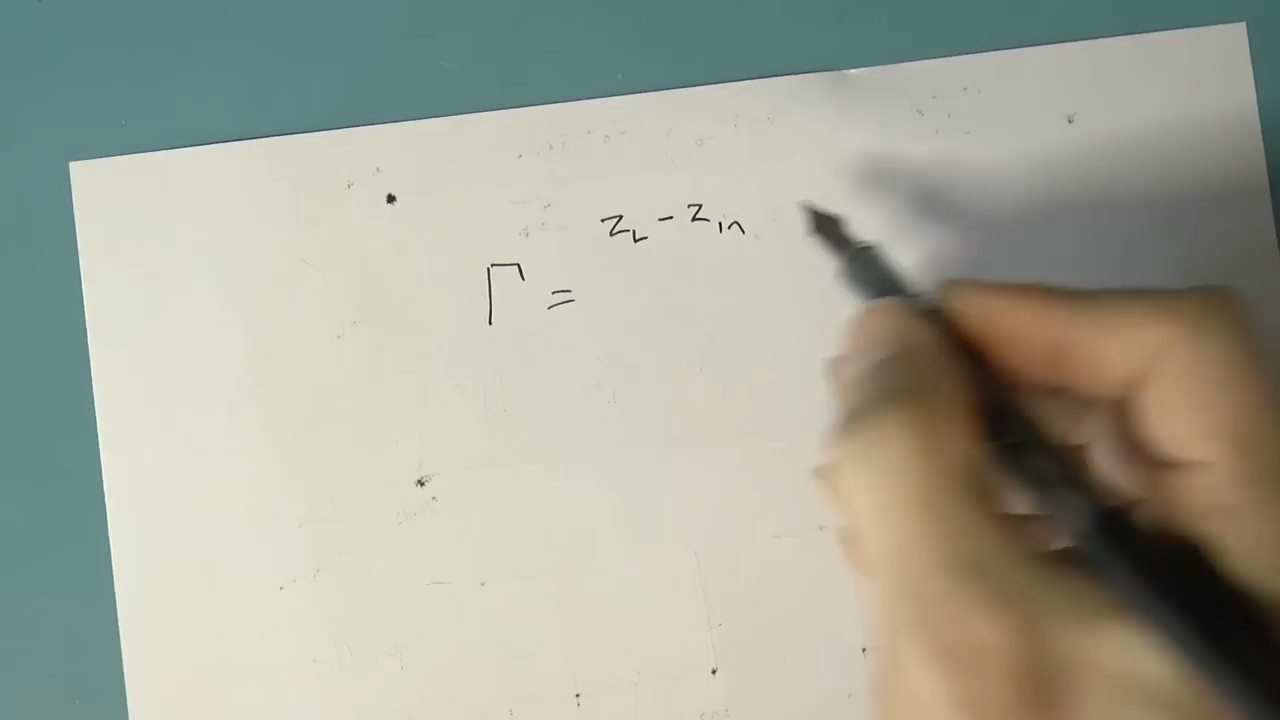 Z_L - Z_in
Γ =